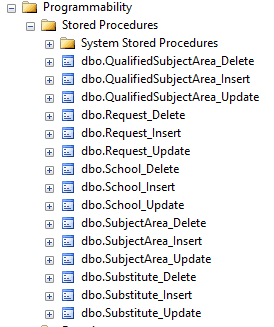 Programmability
Stored Procedures
System Stored Procedures
dbo.QualifiedSubjectArea_Delete
dbo.QualifiedSubjectArea_Insert
dbo.QualifiedSubjectArea_Update
dbo.Request_Delete
dbo.Request_Insert
dbo.Request_Update
dbo.School_Delete
dbo.School_Insert
dbo.School_Update
dbo.SubjectArea_Delete
dbo.SubjectArea_Insert
dbo.SubjectArea_Update
dbo.Substitute_Delete
dbo.Substitute_Insert
dbo.Substitute_Update